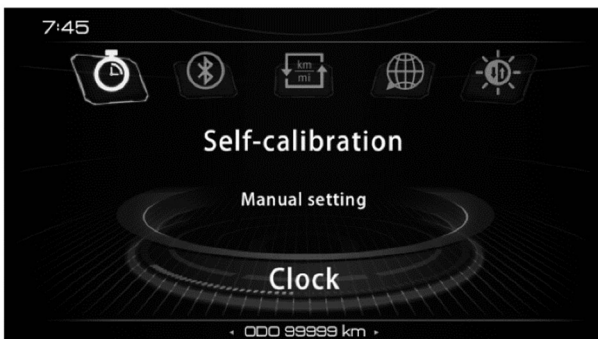 7:45
km
mi
Self-calibration
Manual setting
Clock
ODO 99999 km